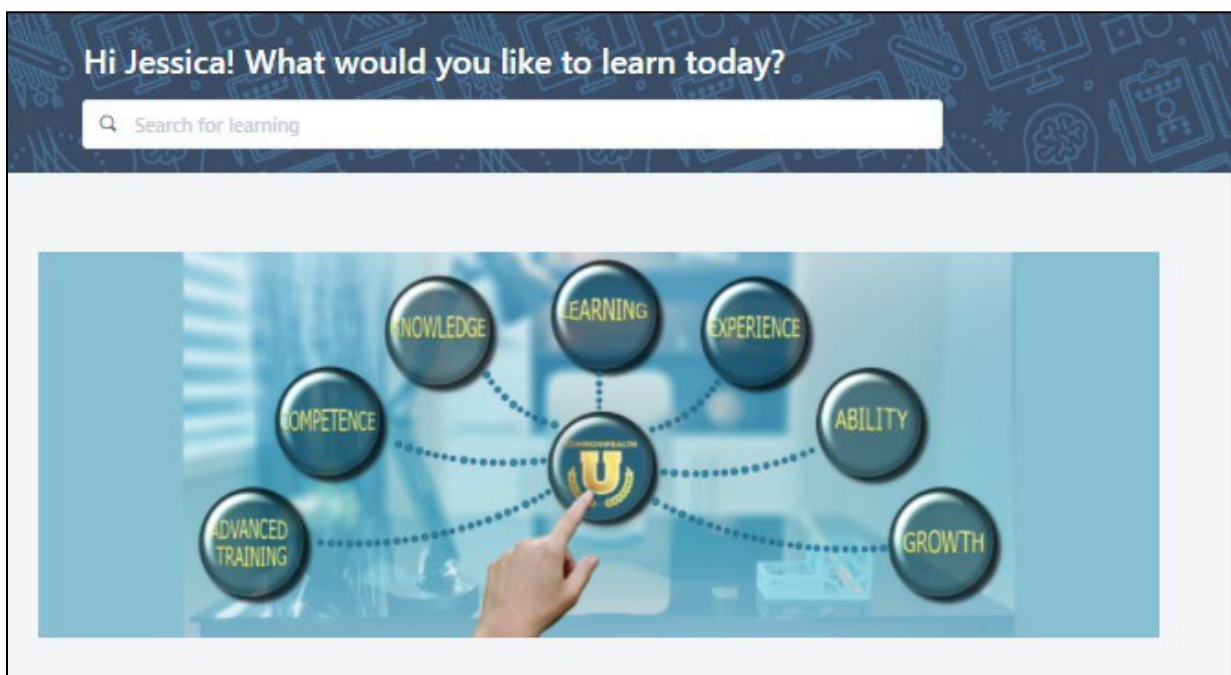 Hi Jessica! What would you like to learn today?
Search for learning
LEARNING
KNOWLEDGE
EXPERIENCE
COMPETENCE
ABILITY
COMMONWEALTH
U
ADVANCED
TRAINING
GROWTH